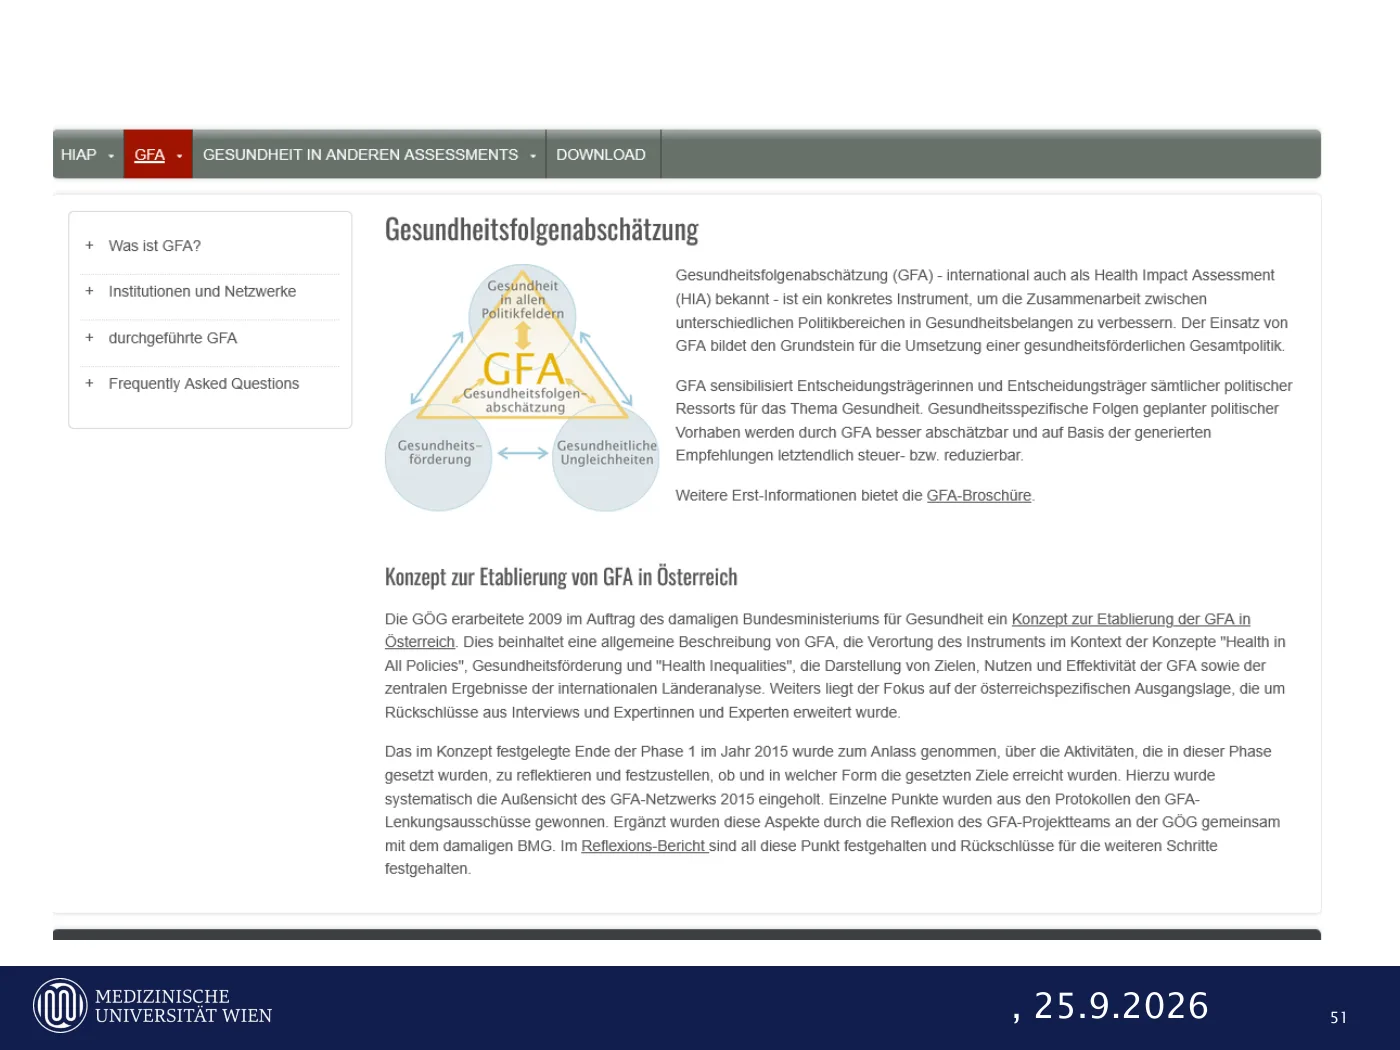 HIAP
GFA
GESUNDHEIT IN ANDEREN ASSESSMENTS
DOWNLOAD
+ Was ist GFA?
+ Institutionen und Netzwerke
+ durchgeführte GFA
+ Frequently Asked Questions
Gesundheitsfolgenabschätzung
Gesundheit
in allen
Politikfeldern
GFA
Gesundheitsfolgen-
abschätzung
Gesundheits-
förderung
Gesundheitliche
Ungleichheiten
Gesundheitsfolgenabschätzung (GFA) - international auch als Health Impact Assessment
(HIA) bekannt - ist ein konkretes Instrument, um die Zusammenarbeit zwischen
unterschiedlichen Politikbereichen in Gesundheitsbelangen zu verbessern. Der Einsatz von
GFA bildet den Grundstein für die Umsetzung einer gesundheitsförderlichen Gesamtpolitik.
GFA sensibilisiert Entscheidungsträgerinnen und Entscheidungsträger sämtlicher politischer
Ressorts für das Thema Gesundheit. Gesundheitsspezifische Folgen geplanter politischer
Vorhaben werden durch GFA besser abschätzbar und auf Basis der generierten
Empfehlungen letztendlich steuer- bzw. reduzierbar.
Weitere Erst-Informationen bietet die GFA-Broschüre.
Konzept zur Etablierung von GFA in Österreich
Die GÖG erarbeitete 2009 im Auftrag des damaligen Bundesministeriums für Gesundheit ein Konzept zur Etablierung der GFA in
Österreich. Dies beinhaltet eine allgemeine Beschreibung von GFA, die Verortung des Instruments im Kontext der Konzepte "Health in
All Policies", Gesundheitsförderung und "Health Inequalities", die Darstellung von Zielen, Nutzen und Effektivität der GFA sowie der
zentralen Ergebnisse der internationalen Länderanalyse. Weiters liegt der Fokus auf der österreichspezifischen Ausgangslage, die um
Rückschlüsse aus Interviews und Expertinnen und Experten erweitert wurde.
Das im Konzept festgelegte Ende der Phase 1 im Jahr 2015 wurde zum Anlass genommen, über die Aktivitäten, die in dieser Phase
gesetzt wurden, zu reflektieren und festzustellen, ob und in welcher Form die gesetzten Ziele erreicht wurden. Hierzu wurde
systematisch die Außensicht des GFA-Netzwerks 2015 eingeholt. Einzelne Punkte wurden aus den Protokollen den GFA-
Lenkungsausschüsse gewonnen. Ergänzt wurden diese Aspekte durch die Reflexion des GFA-Projektteams an der GÖG gemeinsam
mit dem damaligen BMG. Im Reflexions-Bericht sind all diese Punkt festgehalten und Rückschlüsse für die weiteren Schritte
festgehalten.
MEDIZINISCHE
UNIVERSITÄT WIEN
, 25.9.2026
51